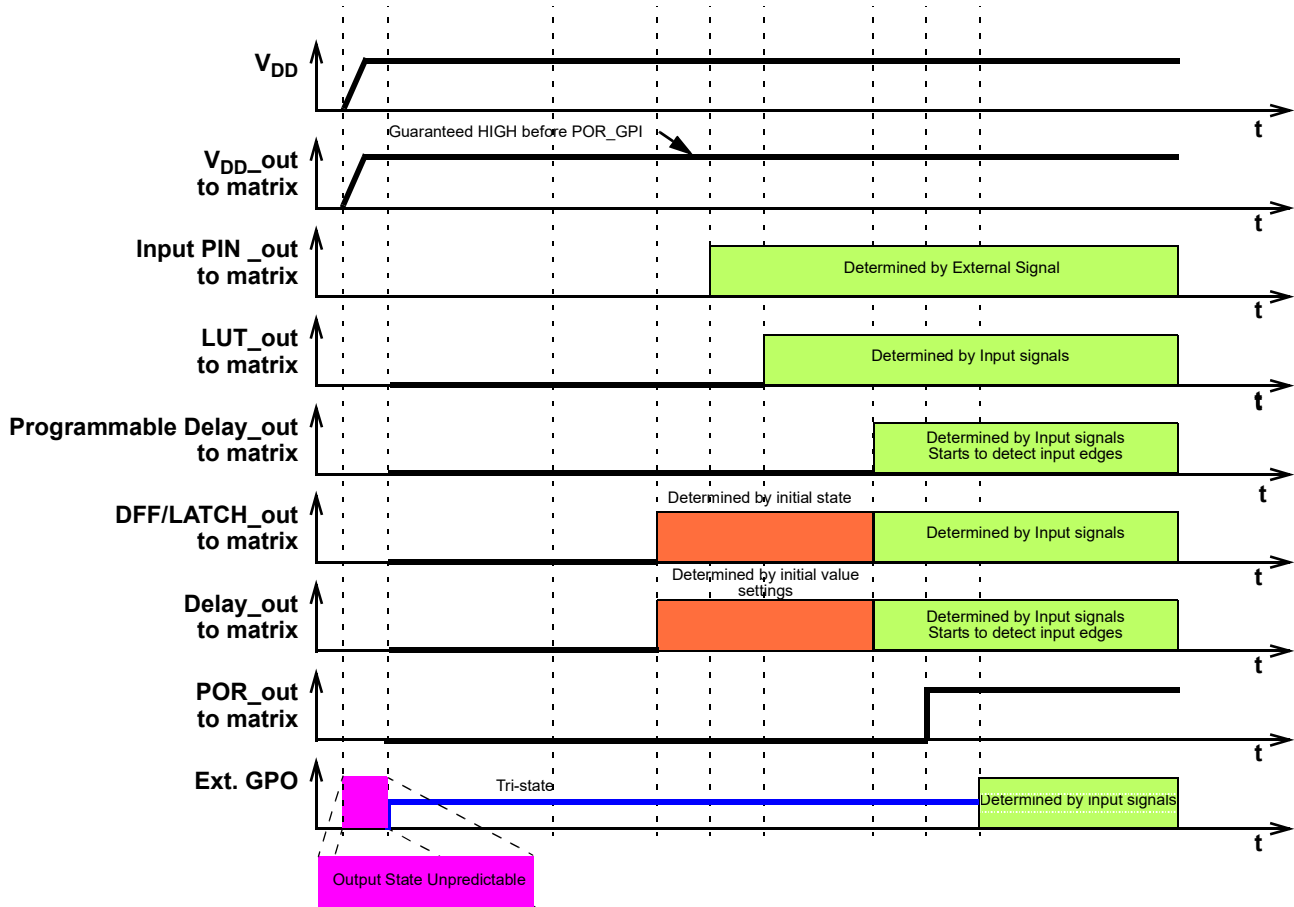 VDD
t
Guaranteed HIGH before POR_GPI
VDD_out
to matrix
t
Input PIN _out
to matrix
Determined by External Signal
t
LUT_out
to matrix
Determined by Input signals
t
Programmable Delay_out
to matrix
Determined by Input signals
Starts to detect input edges
t
Determined by initial state
DFF/LATCH_out
to matrix
Determined by Input signals
t
Determined by initial value
settings
Delay_out
to matrix
Determined by Input signals
Starts to detect input edges
t
POR_out
to matrix
t
Ext. GPO
Tri-state
Determined by input signals
t
Output State Unpredictable